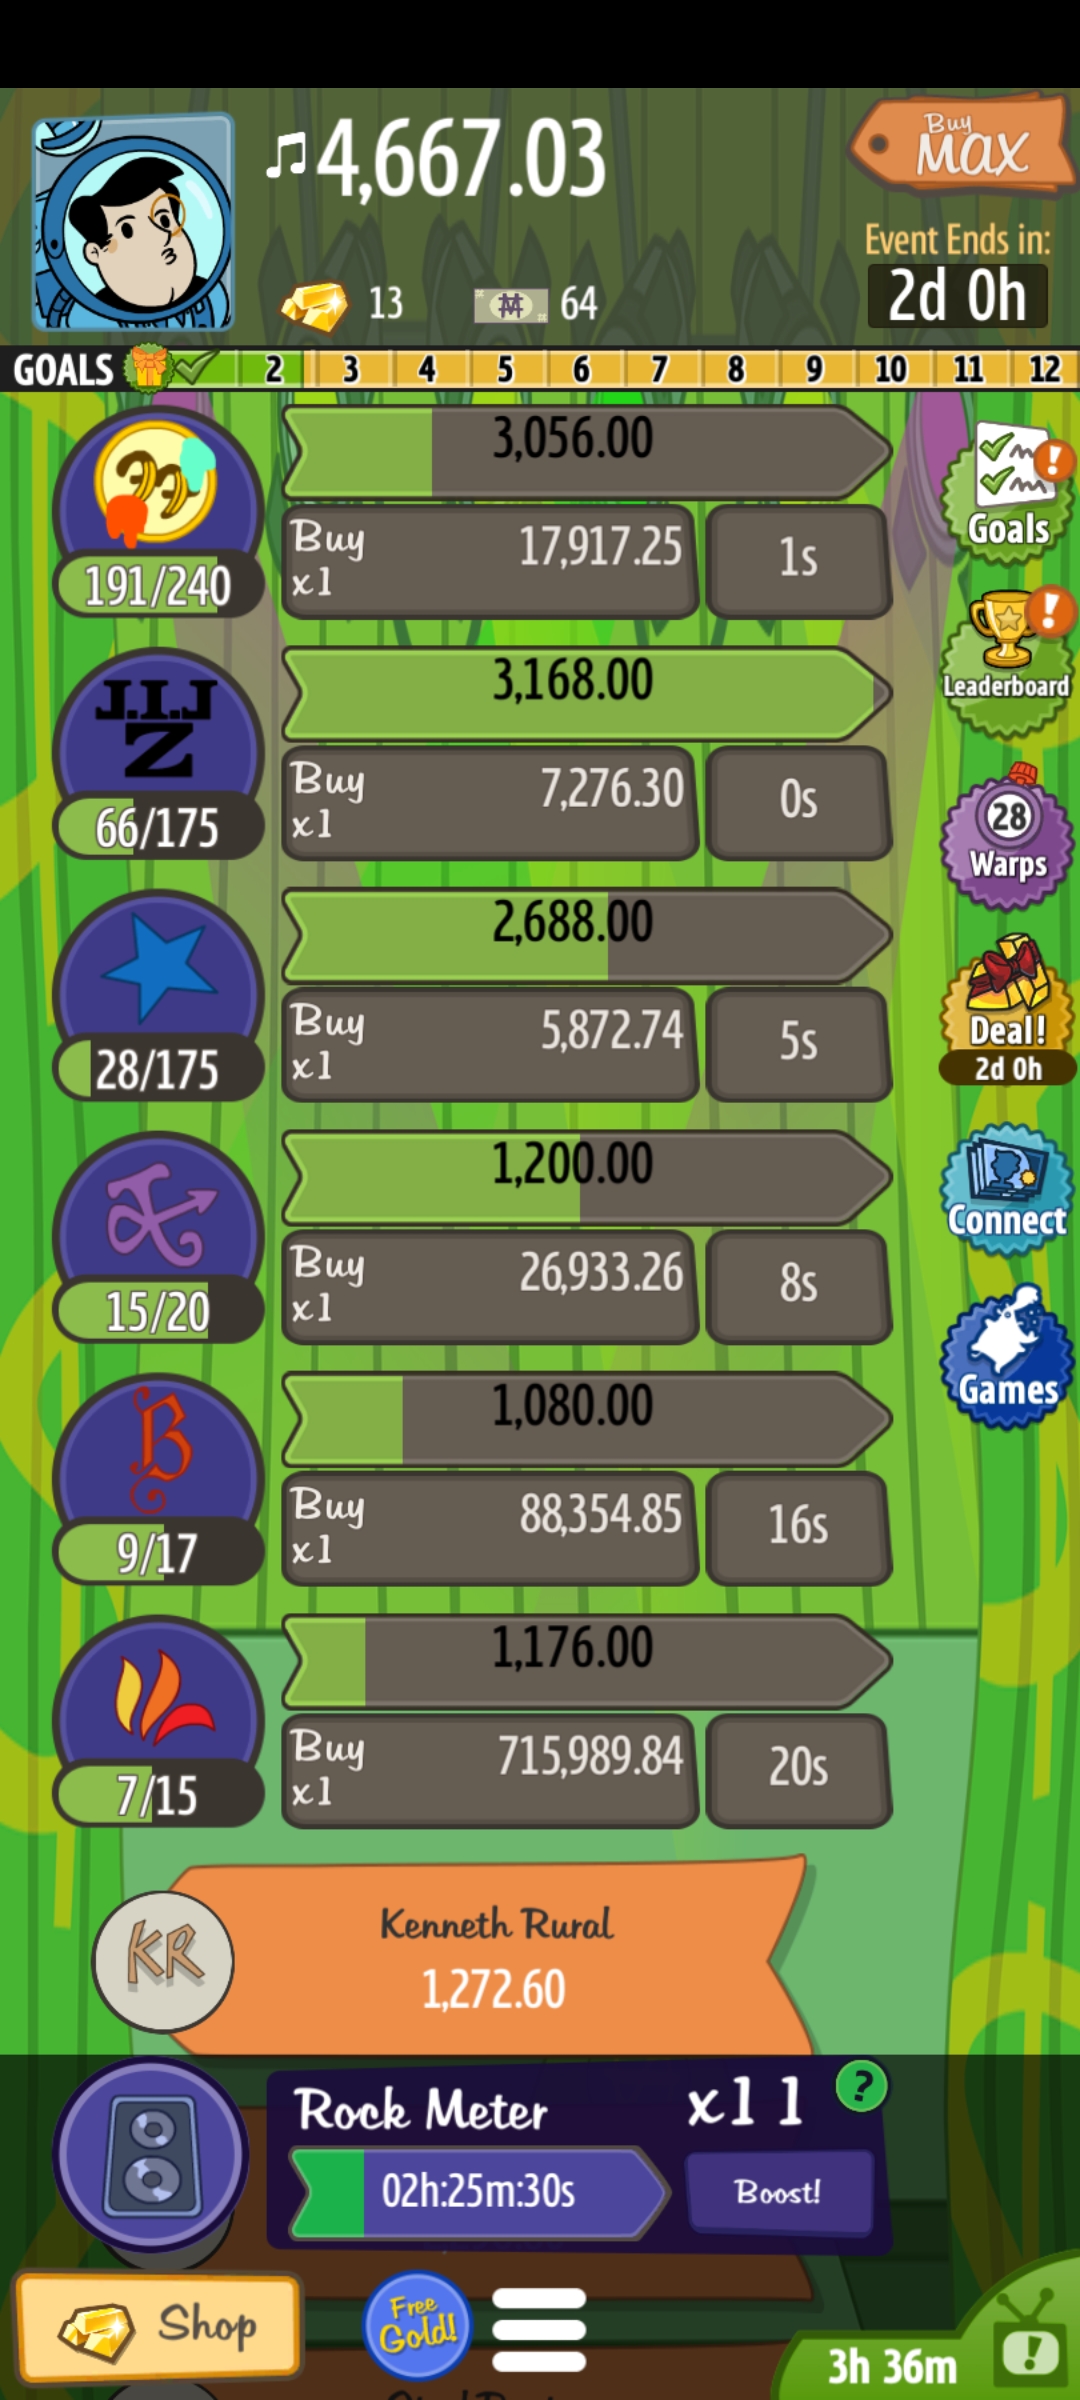 ♫4,667.03
Buy
MAX
Event Ends in:
2d 0h
13
64
GOALS 2 3 4 5 6 7 8 9 10 11 12
3,056.00
Buy
x1
17,917.25
1s
191/240
Goals
!
J.I.J
Z
3,168.00
Buy
x1
7,276.30
0s
66/175
Leaderboard
!
28
Warps
2,688.00
Buy
x1
5,872.74
5s
28/175
Deal!
2d 0h
1,200.00
Buy
x1
26,933.26
8s
15/20
Connect
Games
B
1,080.00
Buy
x1
88,354.85
16s
9/17
1,176.00
Buy
x1
715,989.84
20s
7/15
KR
Kenneth Rural
1,272.60
Rock Meter
x11
?
02h:25m:30s
Boost!
Shop
Free
Gold!
3h 36m
!